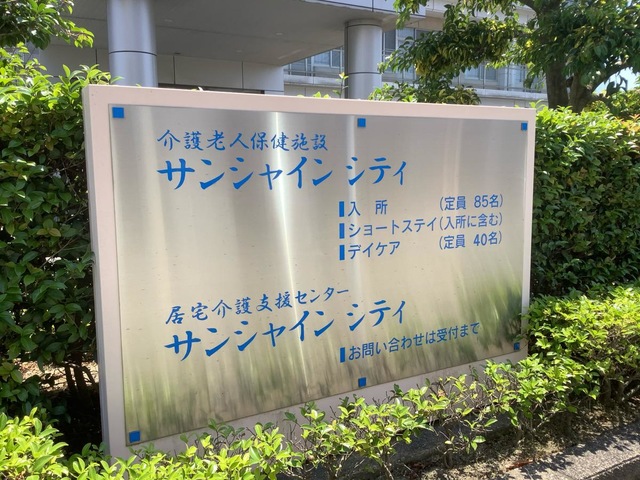 介護老人保健施設
サンシャイン シティ
入 所 (定員 85名)
ショートステイ(入所に含む)
デイケア (定員 40名)
居宅介護支援センター
サンシャイン シティ
お問い合わせは受付まで